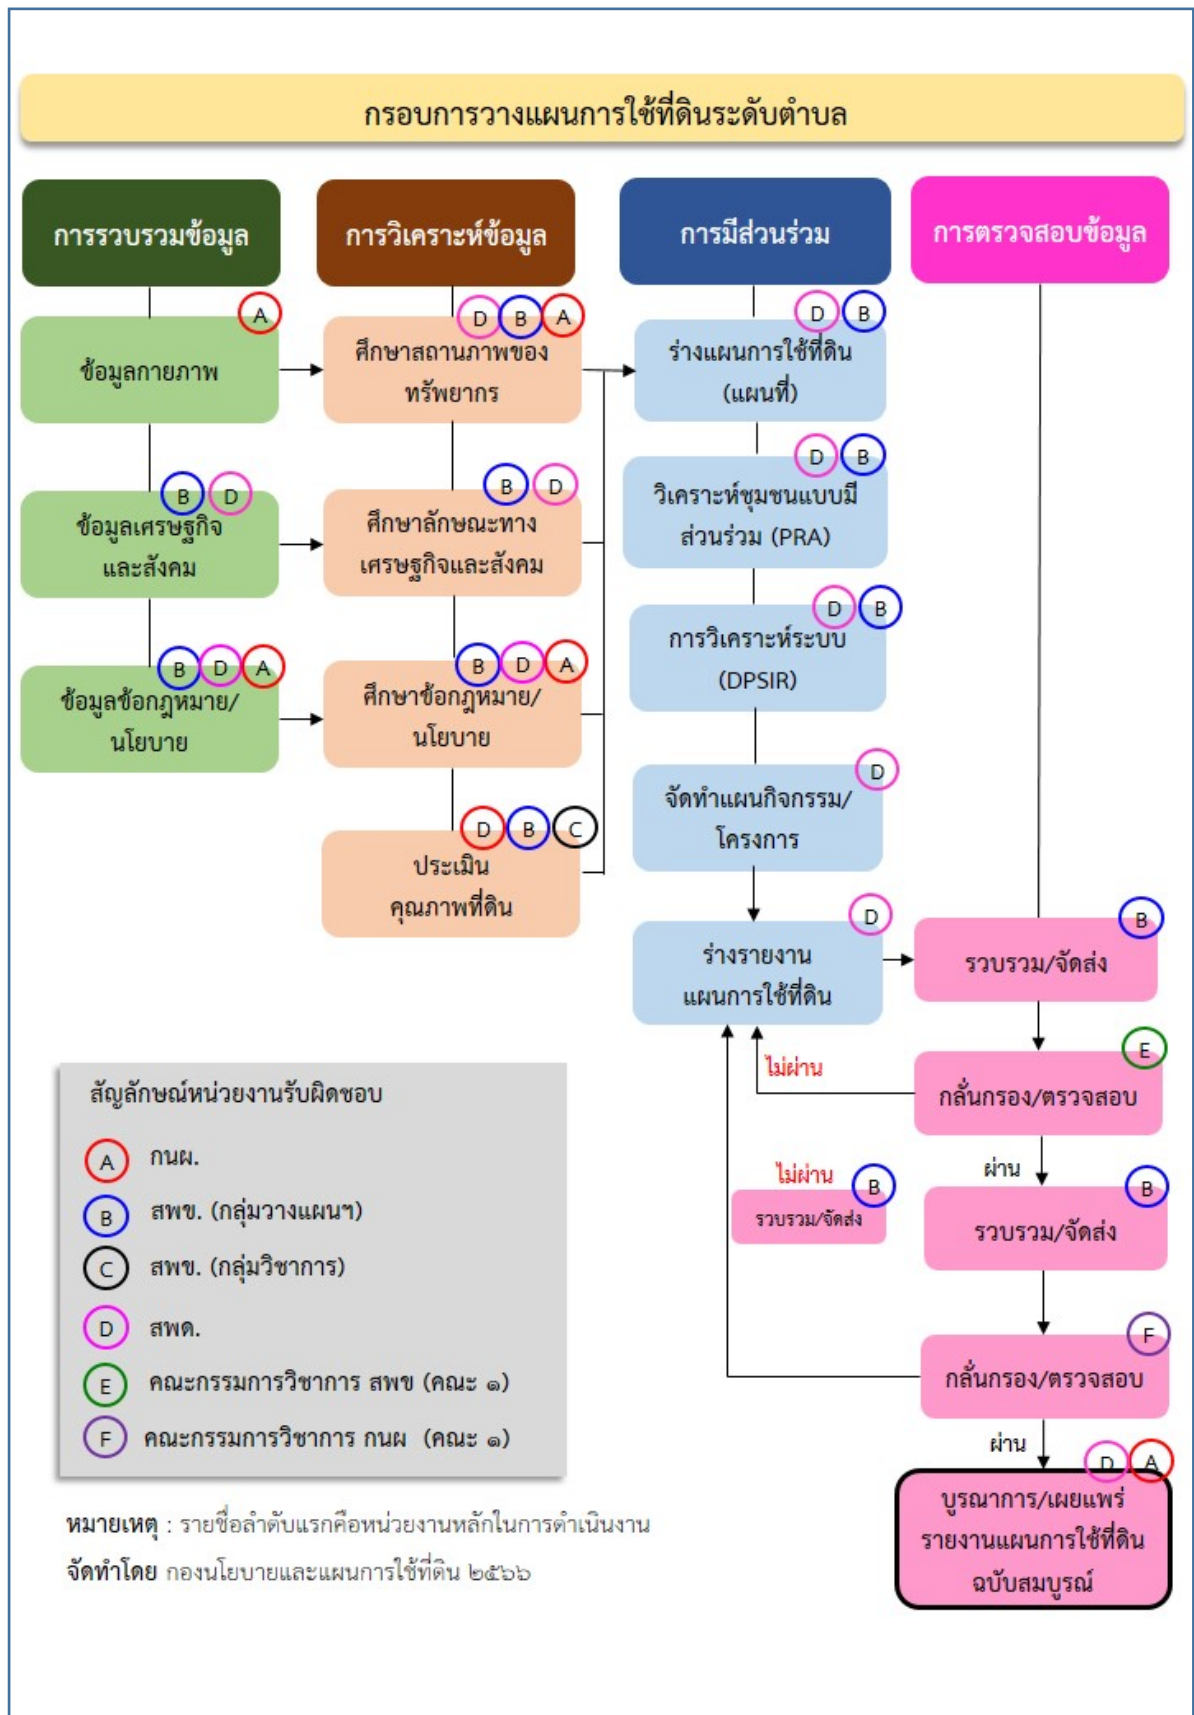 กรอบการวางแผนการใช้ที่ดินระดับตำบล
การรวบรวมข้อมูล
A
ข้อมูลกายภาพ
B D
ข้อมูลเศรษฐกิจ
และสังคม
B D A
ข้อมูลข้อกฎหมาย/
นโยบาย
การวิเคราะห์ข้อมูล
D B A
ศึกษาสถานภาพของ
ทรัพยากร
B D
ศึกษาลักษณะทาง
เศรษฐกิจและสังคม
B D A
ศึกษาข้อกฎหมาย/
นโยบาย
D B C
ประเมิน
คุณภาพที่ดิน
การมีส่วนร่วม
D B
ร่างแผนการใช้ที่ดิน
(แผนที่)
D B
วิเคราะห์ชุมชนแบบมี
ส่วนร่วม (PRA)
D B
การวิเคราะห์ระบบ
(DPSIR)
D
จัดทำแผนกิจกรรม/
โครงการ
D
ร่างรายงาน
แผนการใช้ที่ดิน
การตรวจสอบข้อมูล
B
รวบรวม/จัดส่ง
E
ไม่ผ่าน
กลั่นกรอง/ตรวจสอบ
ผ่าน
ไม่ผ่าน
B
รวบรวม/จัดส่ง
B
รวบรวม/จัดส่ง
F
กลั่นกรอง/ตรวจสอบ
ผ่าน
D A
บูรณาการ/เผยแพร่
รายงานแผนการใช้ที่ดิน
ฉบับสมบูรณ์
สัญลักษณ์หน่วยงานรับผิดชอบ
A กนผ.
B สพข. (กลุ่มวางแผนฯ)
C สพข. (กลุ่มวิชาการ)
D สพด.
E คณะกรรมการวิชาการ สพข (คณะ ๑)
F คณะกรรมการวิชาการ กนผ (คณะ ๑)
หมายเหตุ : รายชื่อลำดับแรกคือหน่วยงานหลักในการดำเนินงาน
จัดทำโดย กองนโยบายและแผนการใช้ที่ดิน ๒๕๖๖